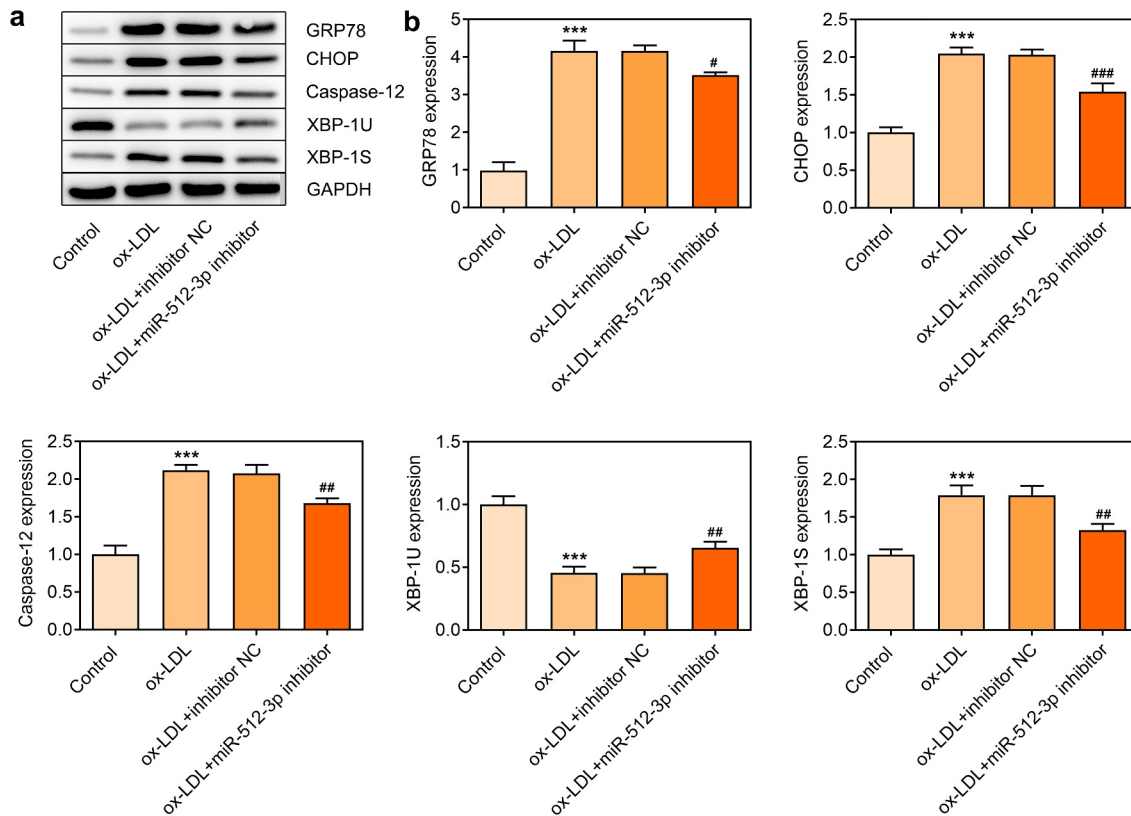 a
GRP78
CHOP
Caspase-12
XBP-1U
XBP-1S
GAPDH
Control
ox-LDL
ox-LDL+inhibitor NC
ox-LDL+miR-512-3p inhibitor
b
GRP78 expression
5
4
3
2
1
0
***
#
Control
ox-LDL
ox-LDL+inhibitor NC
ox-LDL+miR-512-3p inhibitor
CHOP expression
2.5
2.0
1.5
1.0
0.5
0.0
***
###
Control
ox-LDL
ox-LDL+inhibitor NC
ox-LDL+miR-512-3p inhibitor
Caspase-12 expression
2.5
2.0
1.5
1.0
0.5
0.0
***
##
Control
ox-LDL
ox-LDL+inhibitor NC
ox-LDL+miR-512-3p inhibitor
XBP-1U expression
1.5
1.0
0.5
0.0
***
##
Control
ox-LDL
ox-LDL+inhibitor NC
ox-LDL+miR-512-3p inhibitor
XBP-1S expression
2.5
2.0
1.5
1.0
0.5
0.0
***
##
Control
ox-LDL
ox-LDL+inhibitor NC
ox-LDL+miR-512-3p inhibitor